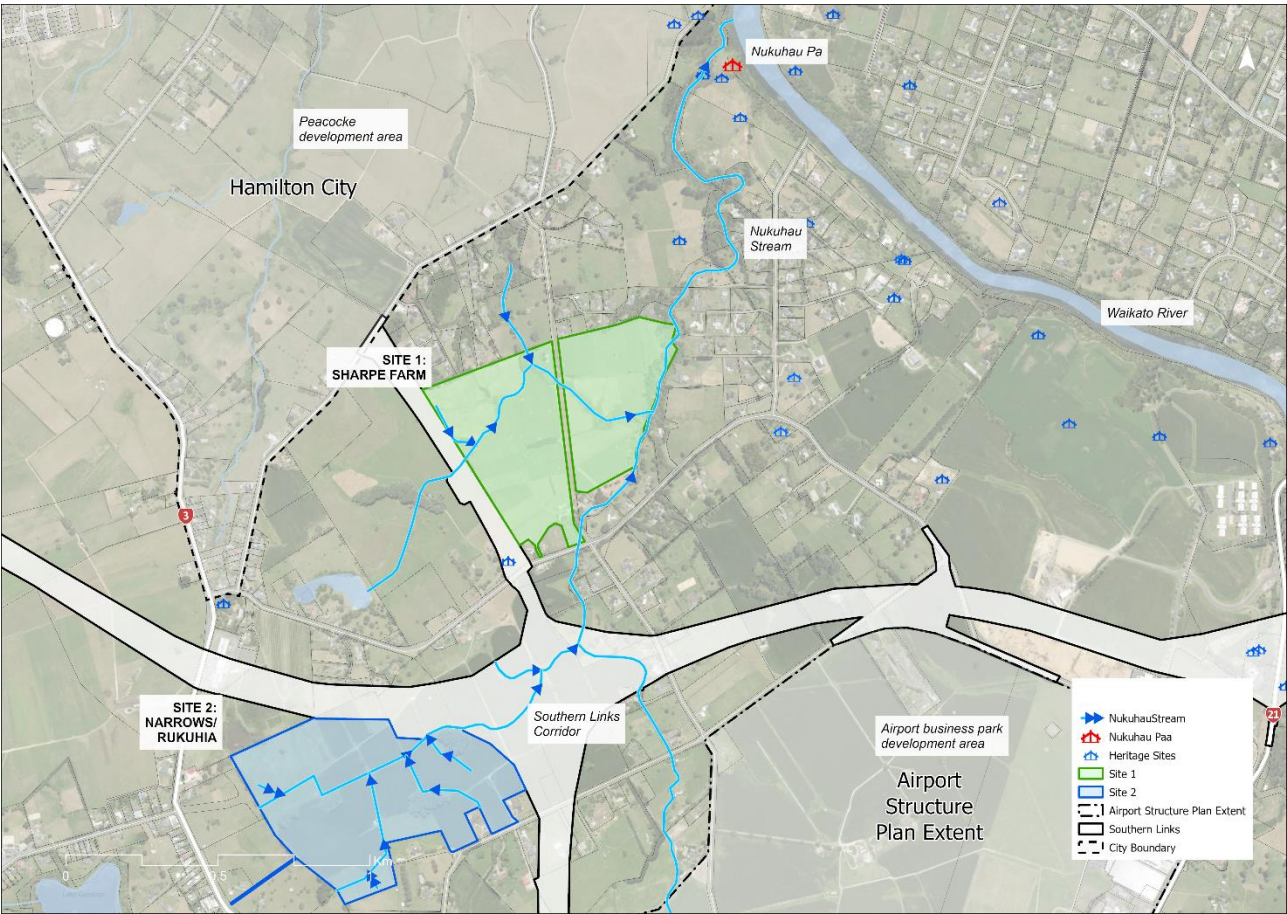 Nukuhau Pa
Peacocke
development area
Hamilton City
Nukuhau
Stream
Waikato River
SITE 1:
SHARPE FARM
3
SITE 2:
NARROWS/
RUKUHIA
Southern Links
Corridor
Airport business park
development area
Airport
Structure
Plan Extent
21
NukuhauStream
Nukuhau Paa
Heritage Sites
Site 1
Site 2
Airport Structure Plan Extent
Southern Links
City Boundary
Km
0
0.5